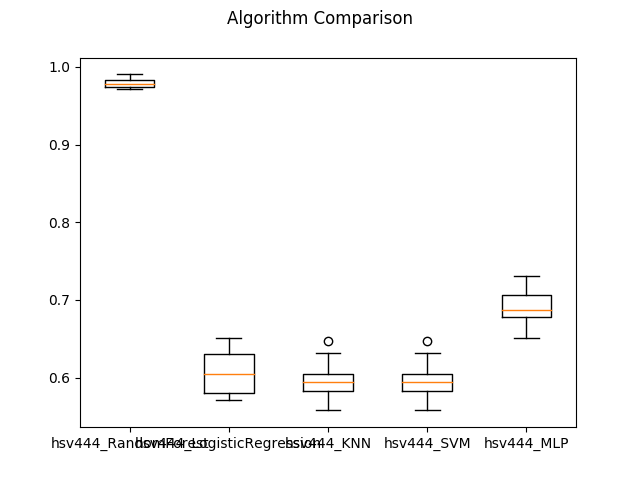 Algorithm Comparison
1.0
0.9
0.8
0.7
0.6
hsv444_RandomForest hsv444_LogisticRegression hsv444_KNN hsv444_SVM hsv444_MLP